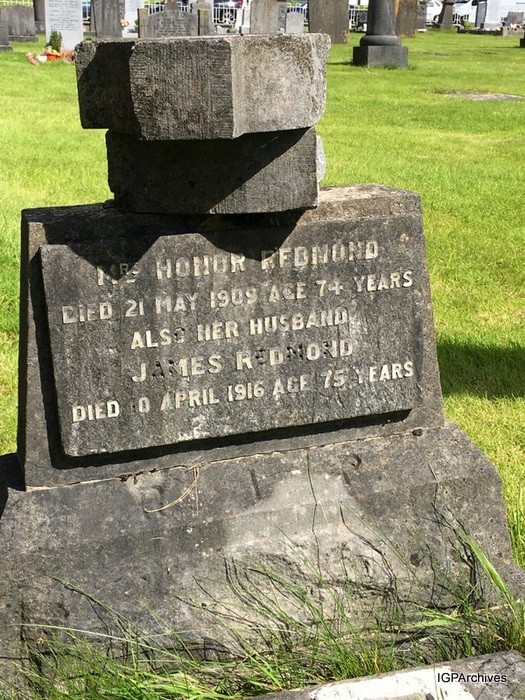 MRS HONOR REDMOND
DIED 21 MAY 1909 AGE 74 YEARS
ALSO HER HUSBAND
JAMES REDMOND
DIED APRIL 1916 AGE 75 YEARS
IGPArchives